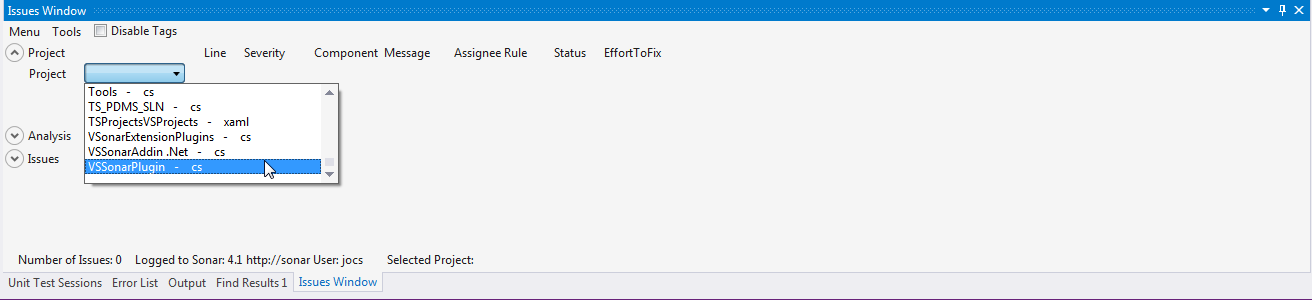 Issues Window
Menu Tools Disable Tags
Project Line Severity Component Message Assignee Rule Status EffortToFix
Project
Tools - cs
TS_PDMS_SLN - cs
TSProjectsVSProjects - xaml
VSonarExtensionPlugins - cs
Analysis
VSSonarAddin .Net - cs
Issues
VSSonarPlugin - cs
Number of Issues: 0 Logged to Sonar: 4.1 http://sonar User: jocs Selected Project:
Unit Test Sessions Error List Output Find Results 1 Issues Window